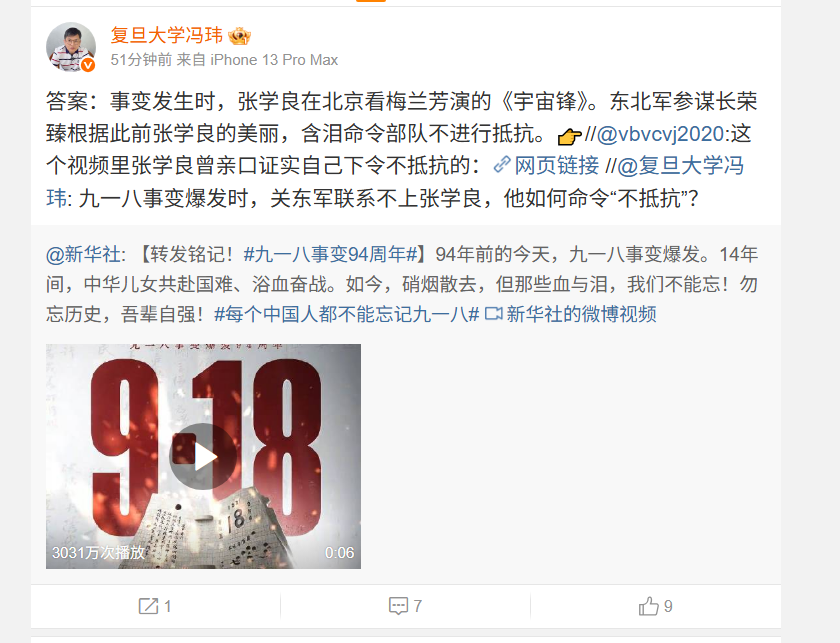 复旦大学冯玮
51分钟前 来自 iPhone 13 Pro Max
答案：事变发生时，张学良在北京看梅兰芳演的《宇宙锋》。东北军参谋长荣
臻根据此前张学良的美丽，含泪命令部队不进行抵抗。👉//@vbvcvj2020:这
个视频里张学良曾亲口证实自己下令不抵抗的：网页链接 //@复旦大学冯
玮: 九一八事变爆发时，关东军联系不上张学良，他如何命令“不抵抗”？
@新华社: 【转发铭记！#九一八事变94周年#】94年前的今天，九一八事变爆发。14年
间，中华儿女共赴国难、浴血奋战。如今，硝烟散去，但那些血与泪，我们不能忘！勿
忘历史，吾辈自强！#每个中国人都不能忘记九一八# 新华社的微博视频
9·18
18
3031万次播放
0:06
1
7
9